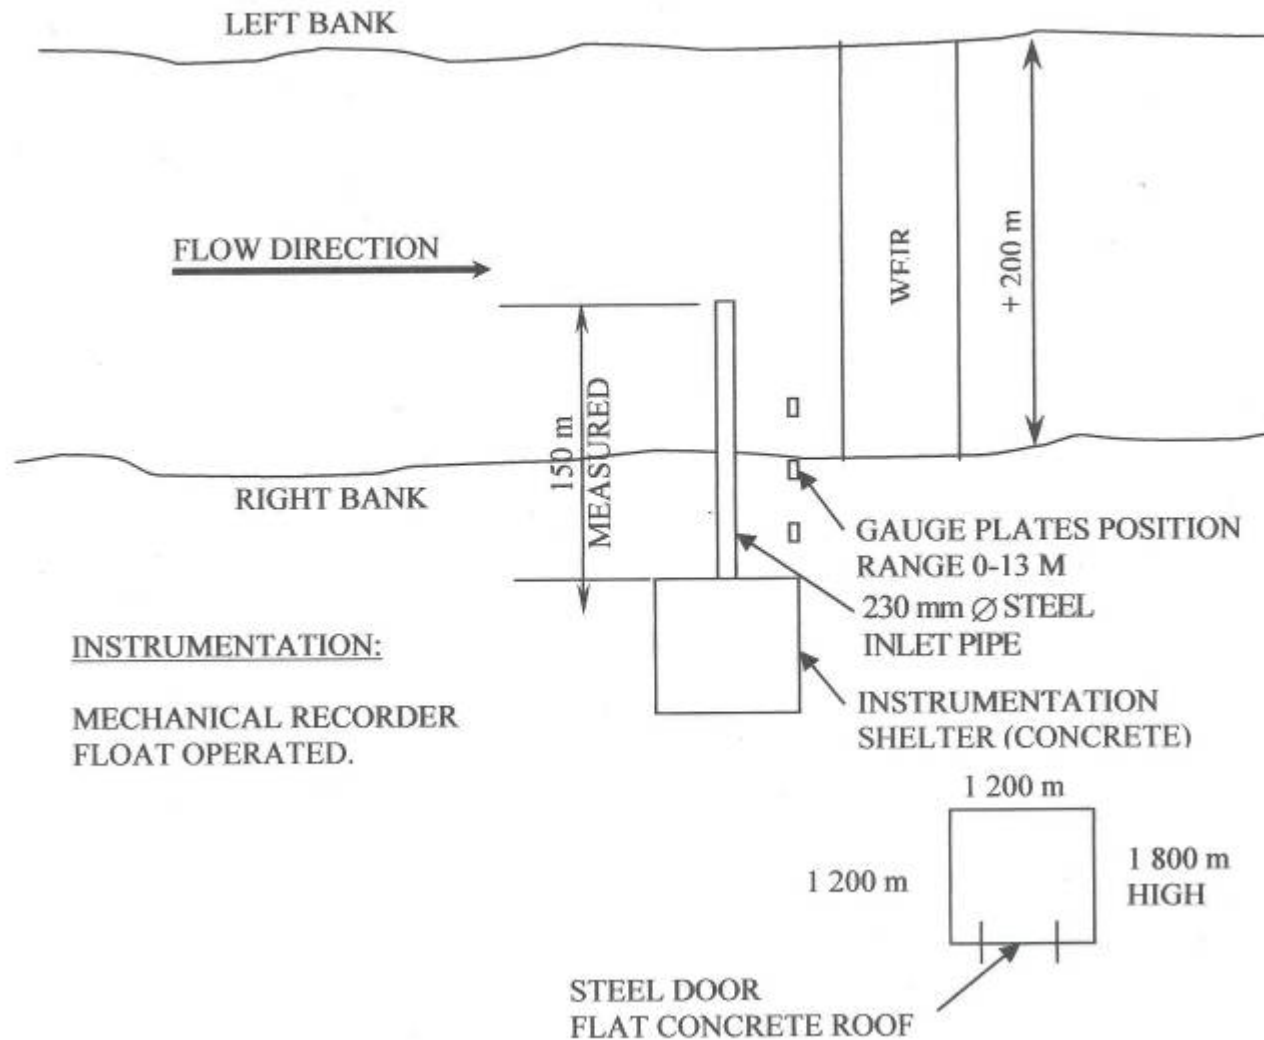 LEFT BANK
FLOW DIRECTION
WEIR
+ 200 m
150 m
MEASURED
RIGHT BANK
GAUGE PLATES POSITION
RANGE 0-13 M
230 mm ∅ STEEL
INLET PIPE
INSTRUMENTATION:
MECHANICAL RECORDER
FLOAT OPERATED.
INSTRUMENTATION
SHELTER (CONCRETE)
1 200 m
1 200 m
1 800 m
HIGH
STEEL DOOR
FLAT CONCRETE ROOF